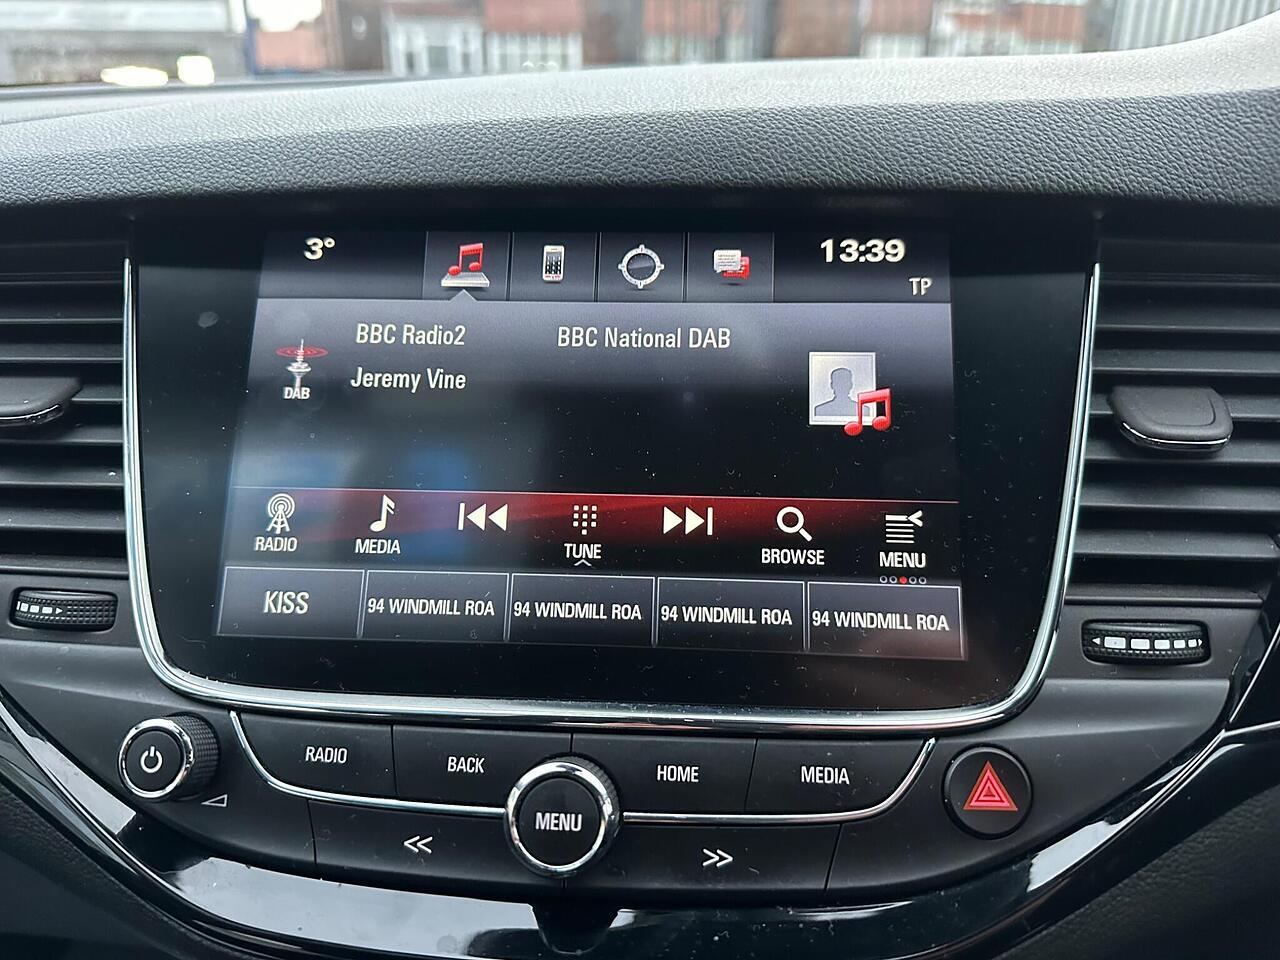 3°
13:39
TP
BBC Radio2
BBC National DAB
Jeremy Vine
DAB
RADIO
MEDIA
TUNE
BROWSE
MENU
KISS
94 WINDMILL ROA
94 WINDMILL ROA
94 WINDMILL ROA
94 WINDMILL ROA
RADIO
BACK
HOME
MEDIA
MENU